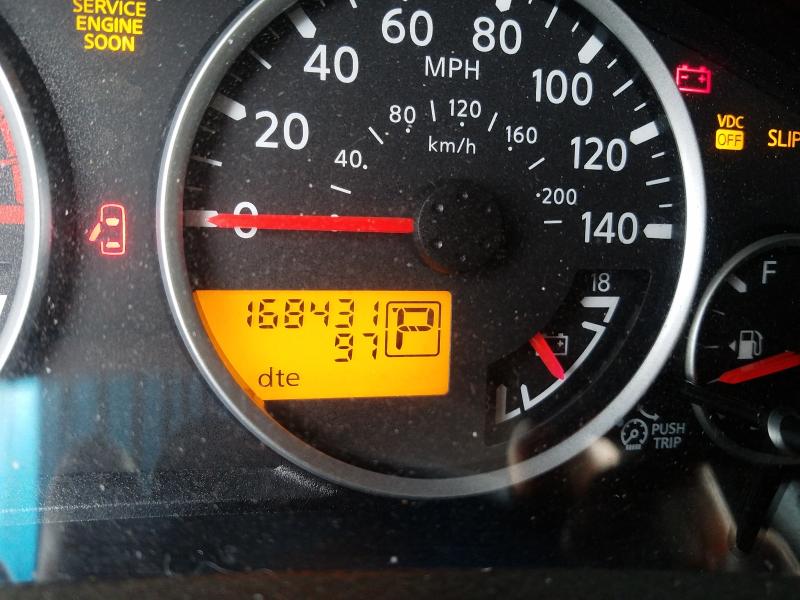 SERVICE
ENGINE
SOON
60
80
40
MPH
100
20
80
120
km/h
160
120
40
200
0
140
VDC
OFF
SLIP
18
F
168431
P
97
dte
PUSH
TRIP